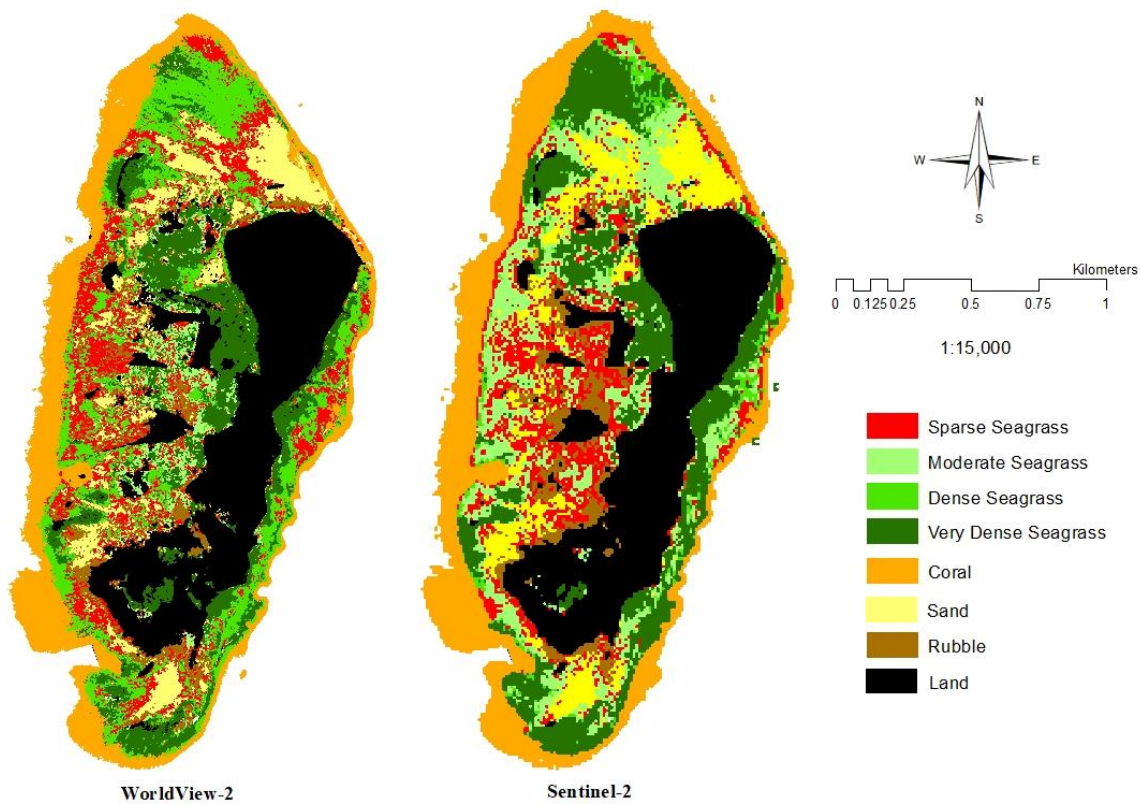 N
W
E
S
Kilometers
0 0.125 0.25 0.5 0.75 1
1:15,000
Sparse Seagrass
Moderate Seagrass
Dense Seagrass
Very Dense Seagrass
Coral
Sand
Rubble
Land
WorldView-2
Sentinel-2